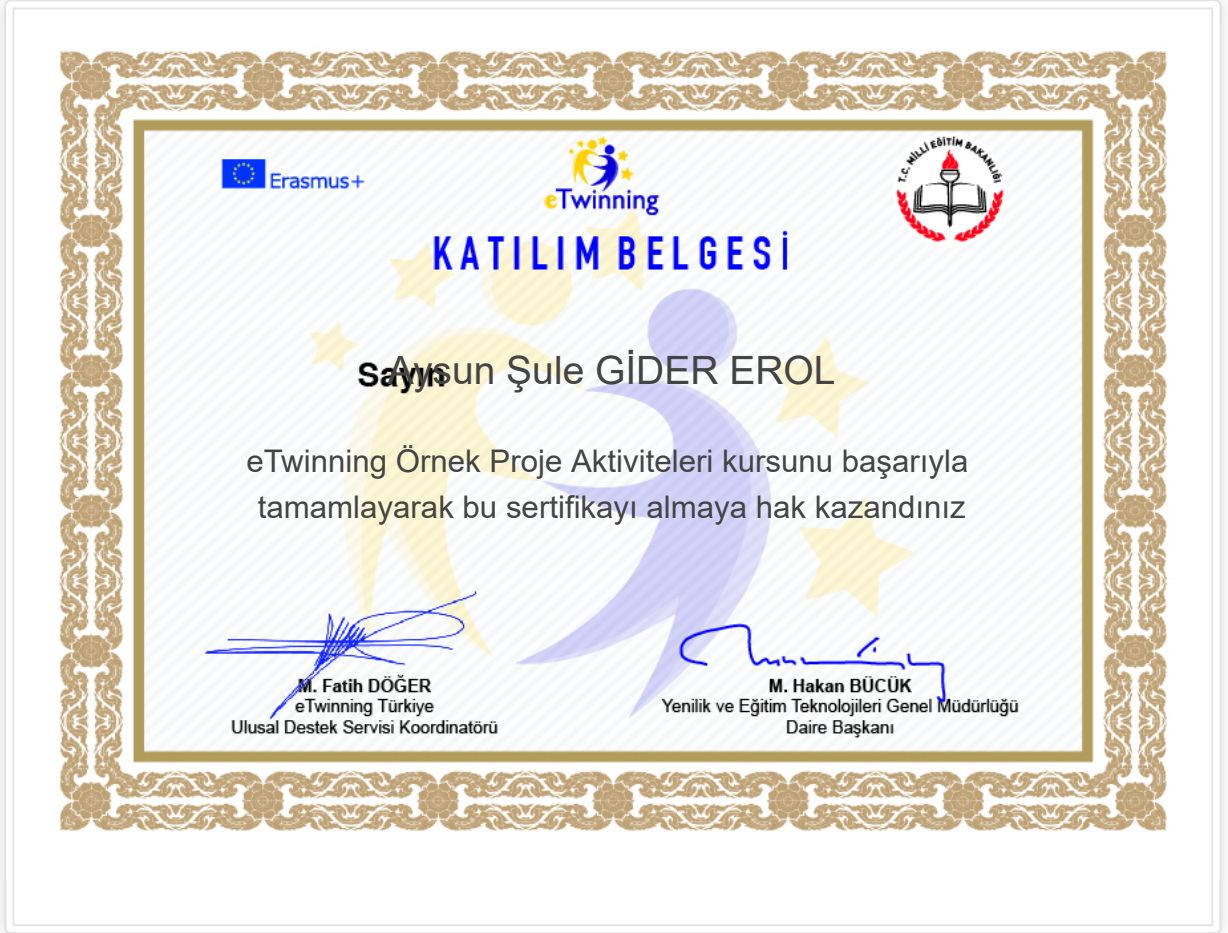 Erasmus+
eTwinning
T.C. MİLLİ EĞİTİM BAKANLIĞI
KATILIM BELGESİ
Sayın Aysun Şule GİDER EROL
eTwinning Örnek Proje Aktiviteleri kursunu başarıyla
tamamlayarak bu sertifikayı almaya hak kazandınız
M. Fatih DÖĞER
eTwinning Türkiye
Ulusal Destek Servisi Koordinatörü
M. Hakan BÜCÜK
Yenilik ve Eğitim Teknolojileri Genel Müdürlüğü
Daire Başkanı